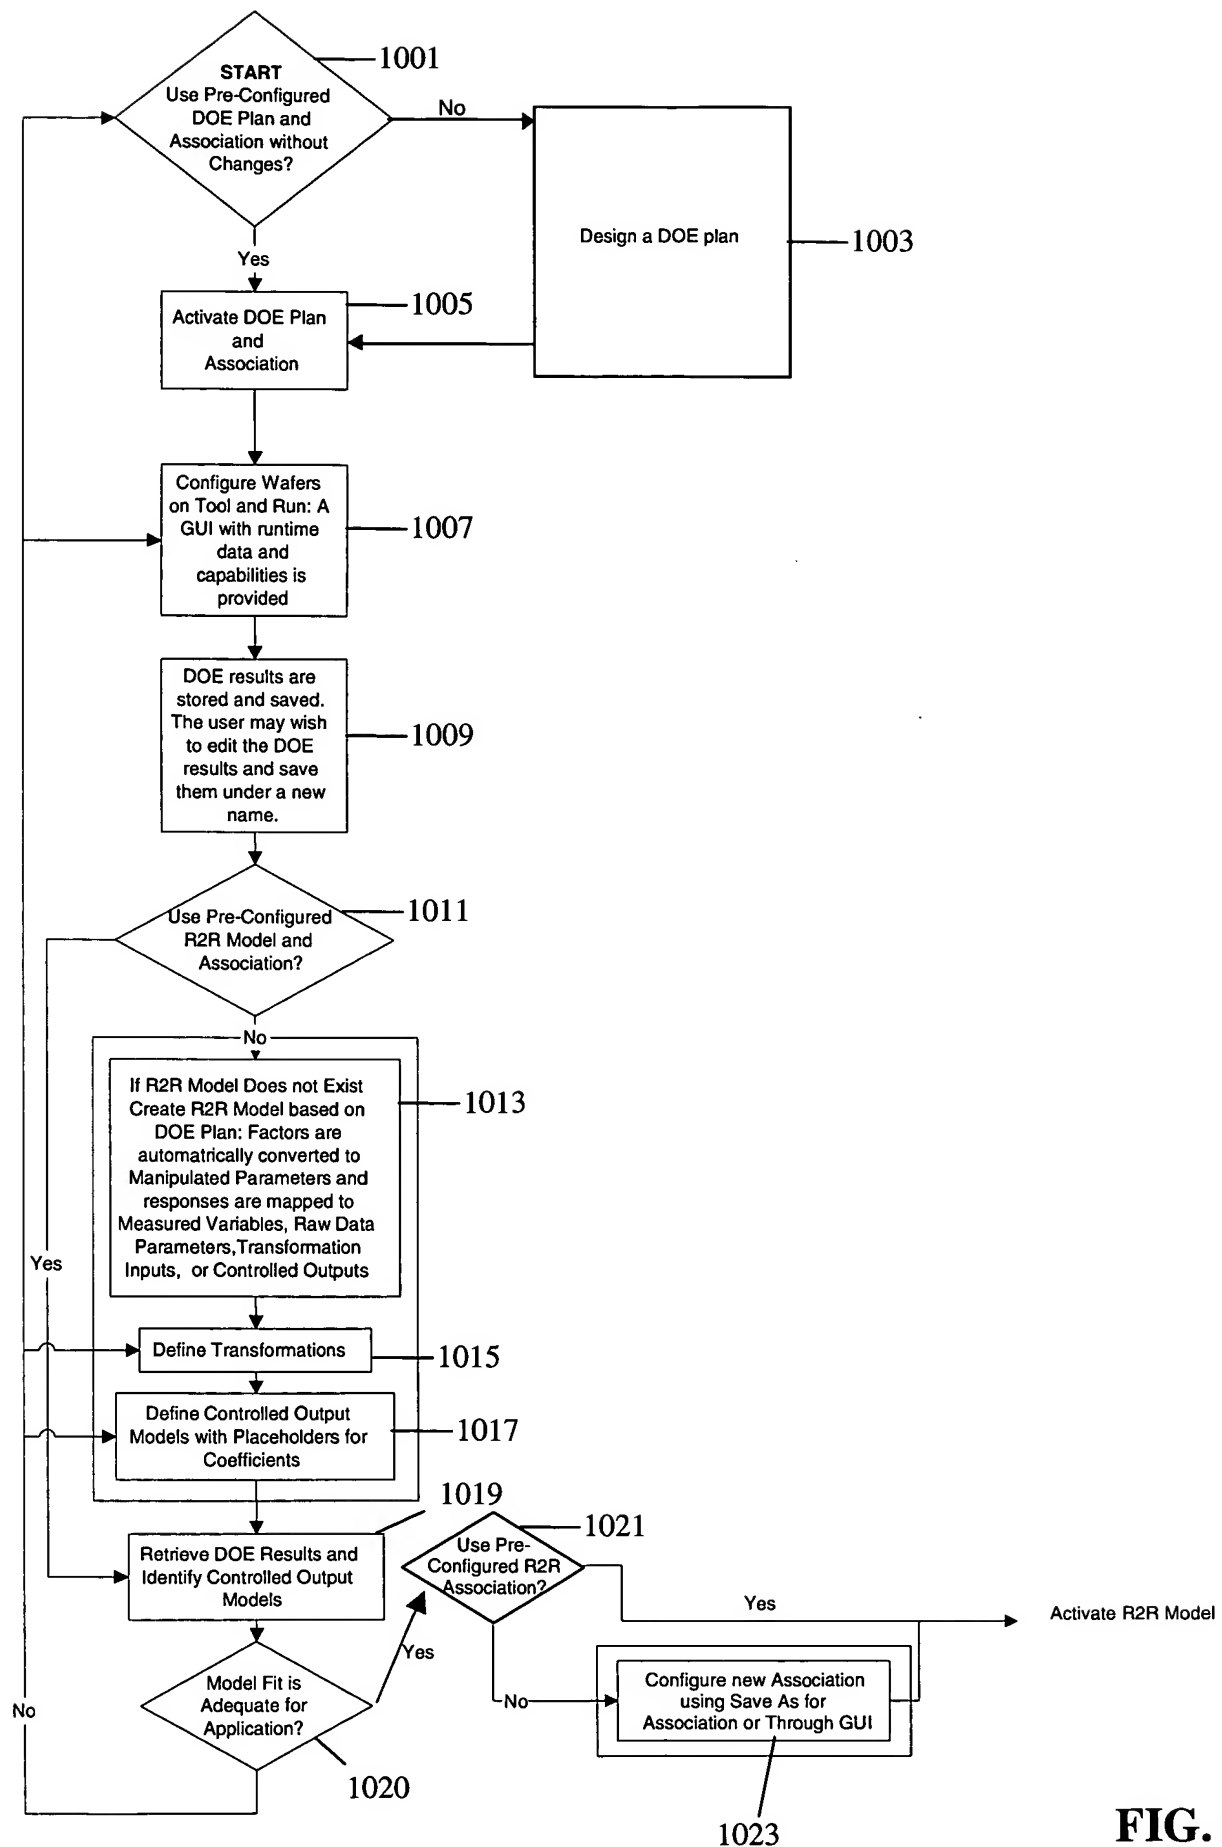 1001
START
Use Pre-Configured
DOE Plan and
Association without
Changes?
No
Design a DOE plan
1003
Yes
1005
Activate DOE Plan
and
Association
Configure Wafers
on Tool and Run: A
GUI with runtime
data and
capabilities is
provided
1007
DOE results are
stored and saved.
The user may wish
to edit the DOE
results and save
them under a new
name.
1009
Use Pre-Configured
R2R Model and
Association?
1011
No
If R2R Model Does not Exist
Create R2R Model based on
DOE Plan: Factors are
automatrically converted to
Manipulated Parameters and
responses are mapped to
Measured Variables, Raw Data
Parameters,Transformation
Inputs, or Controlled Outputs
1013
Yes
Define Transformations
1015
Define Controlled Output
Models with Placeholders for
Coefficients
1017
1019
Retrieve DOE Results and
Identify Controlled Output
Models
1021
Use Pre-
Configured R2R
Association?
Yes
Activate R2R Model
Yes
Model Fit is
Adequate for
Application?
No
1020
No
Configure new Association
using Save As for
Association or Through GUI
1023
FIG.